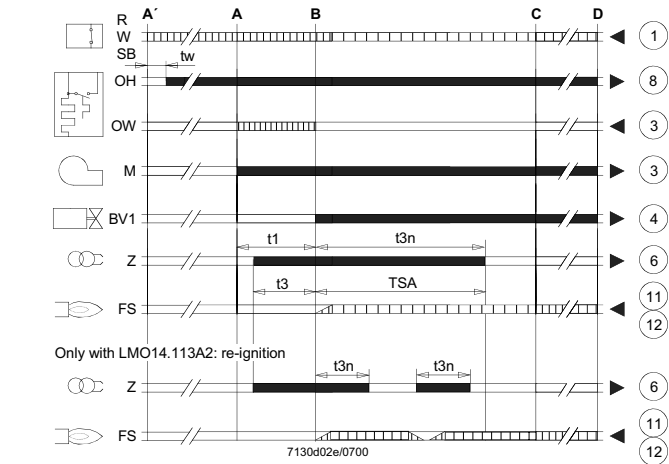 R A´ A B C D
W 1
SB tw
OH 8
OW 3
M 3
BV1 4
t1 t3n
Z 6
t3 TSA
FS 11
12
Only with LMO14.113A2: re-ignition
t3n t3n
Z 6
FS 11
7130d02e/0700 12